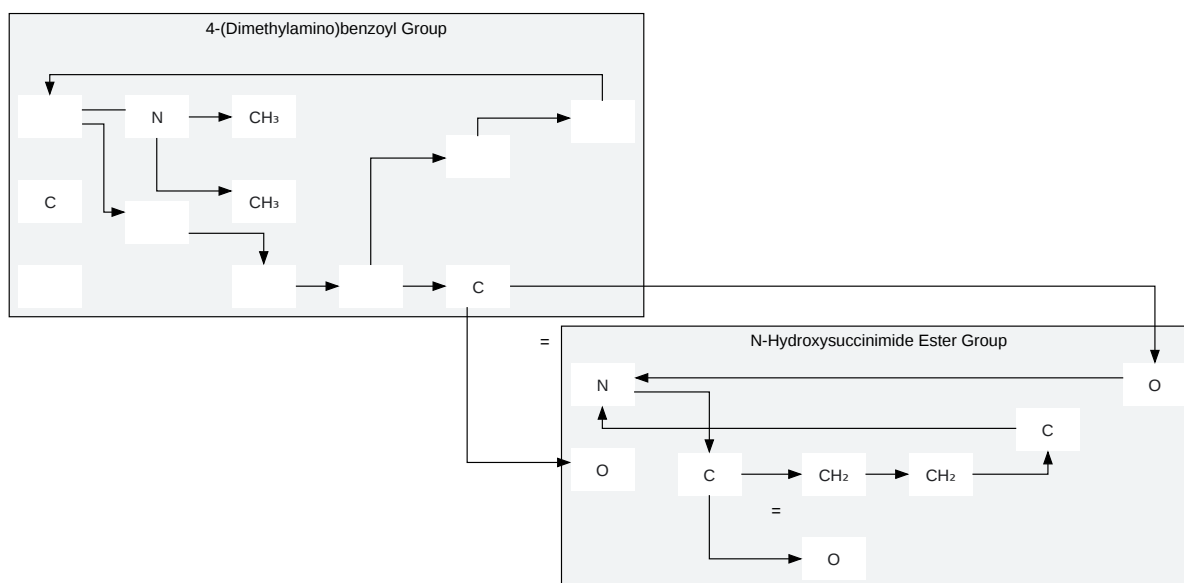 4-(Dimethylamino)benzoyl Group
N
CH₃
C
CH₃
C
=
N-Hydroxysuccinimide Ester Group
N
O
C
O
C
CH₂
CH₂
=
O